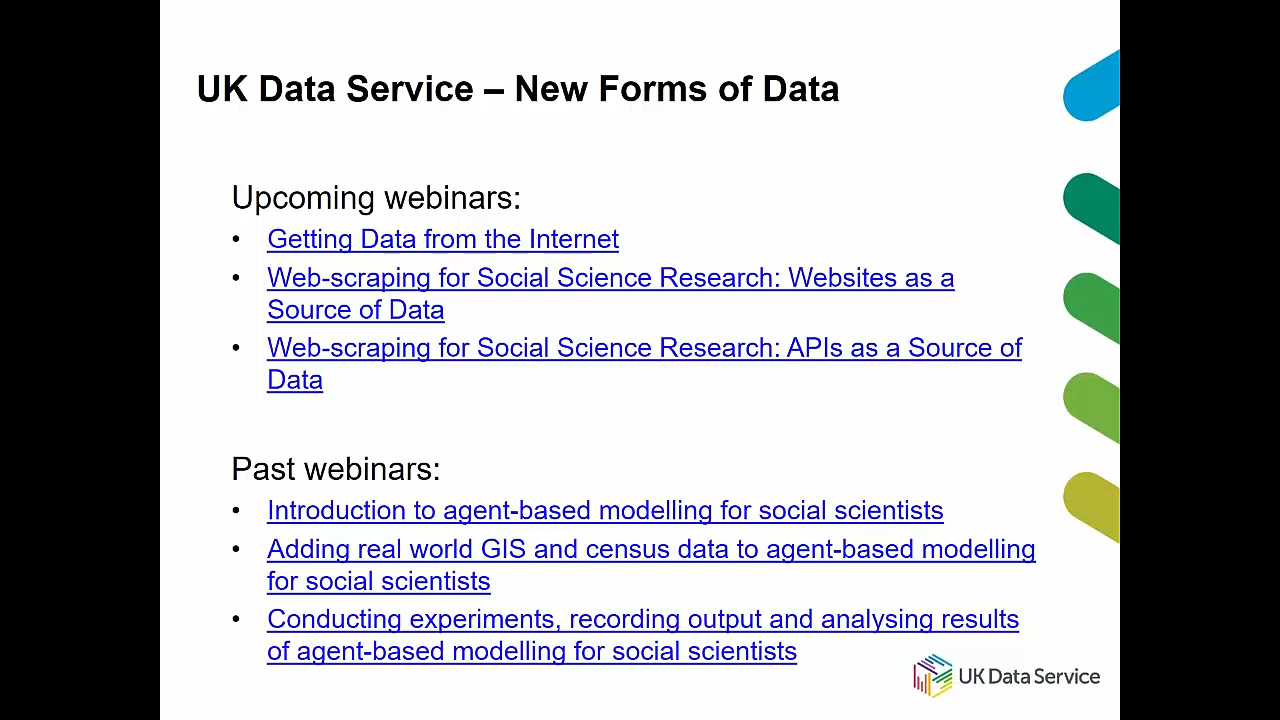 UK Data Service – New Forms of Data
Upcoming webinars:
• Getting Data from the Internet
• Web-scraping for Social Science Research: Websites as a
Source of Data
• Web-scraping for Social Science Research: APIs as a Source of
Data
Past webinars:
• Introduction to agent-based modelling for social scientists
• Adding real world GIS and census data to agent-based modelling
for social scientists
• Conducting experiments, recording output and analysing results
of agent-based modelling for social scientists
UK Data Service